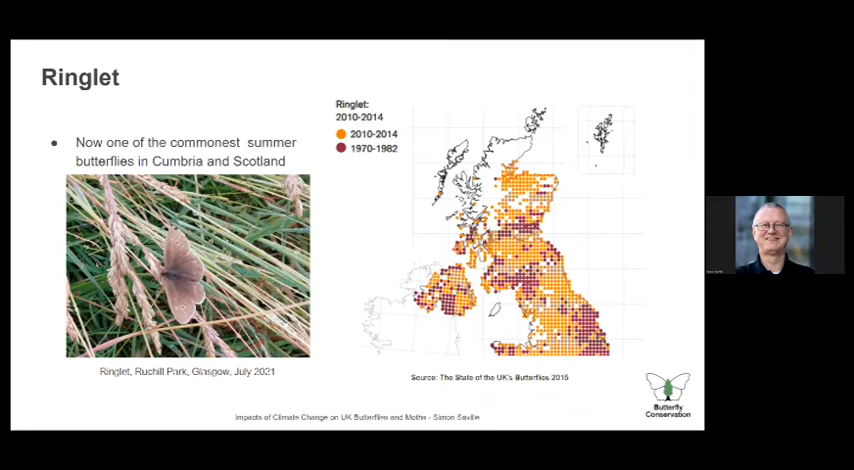 Ringlet
Ringlet:
2010-2014
2010-2014
1970-1982
● Now one of the commonest summer
butterflies in Cumbria and Scotland
Ringlet, Ruchill Park, Glasgow, July 2021
Source: The State of the UK's Butterflies 2015
Butterfly
Conservation
Impacts of Climate Change on UK Butterflies and Moths - Simon Saville